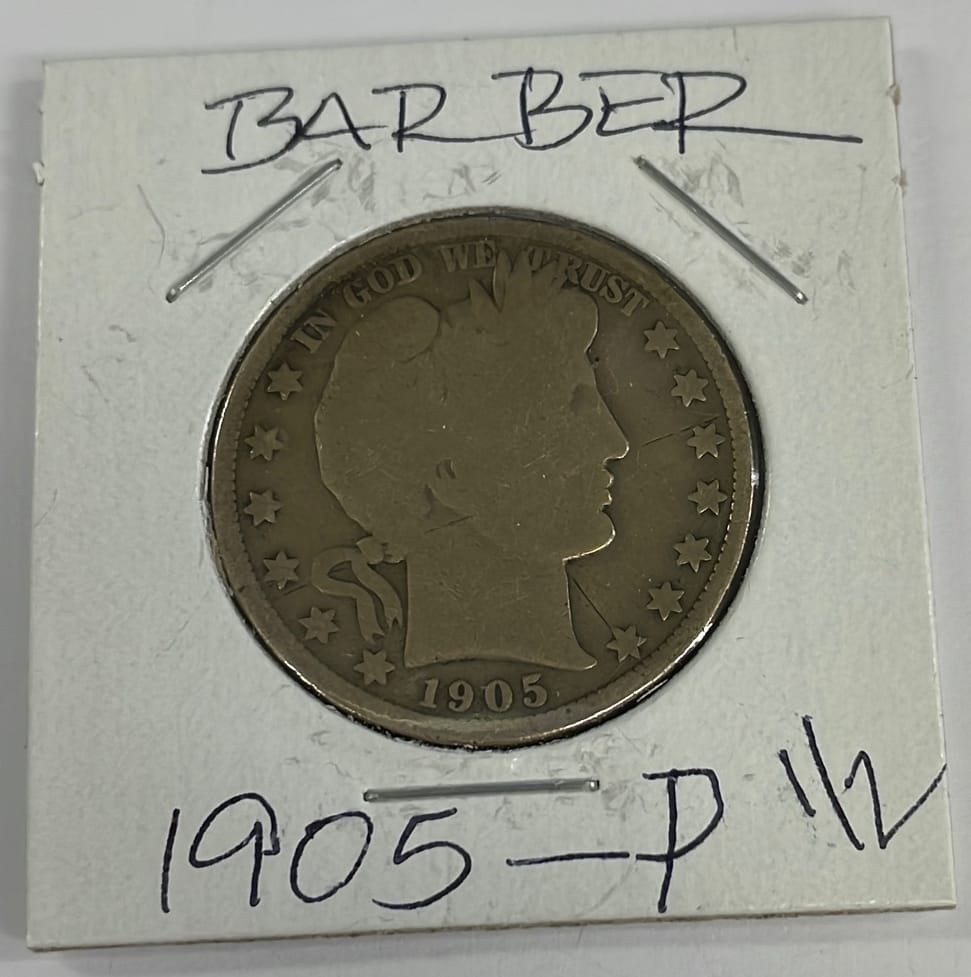 BARBER
IN GOD WE TRUST
1905
1905-P 1/2